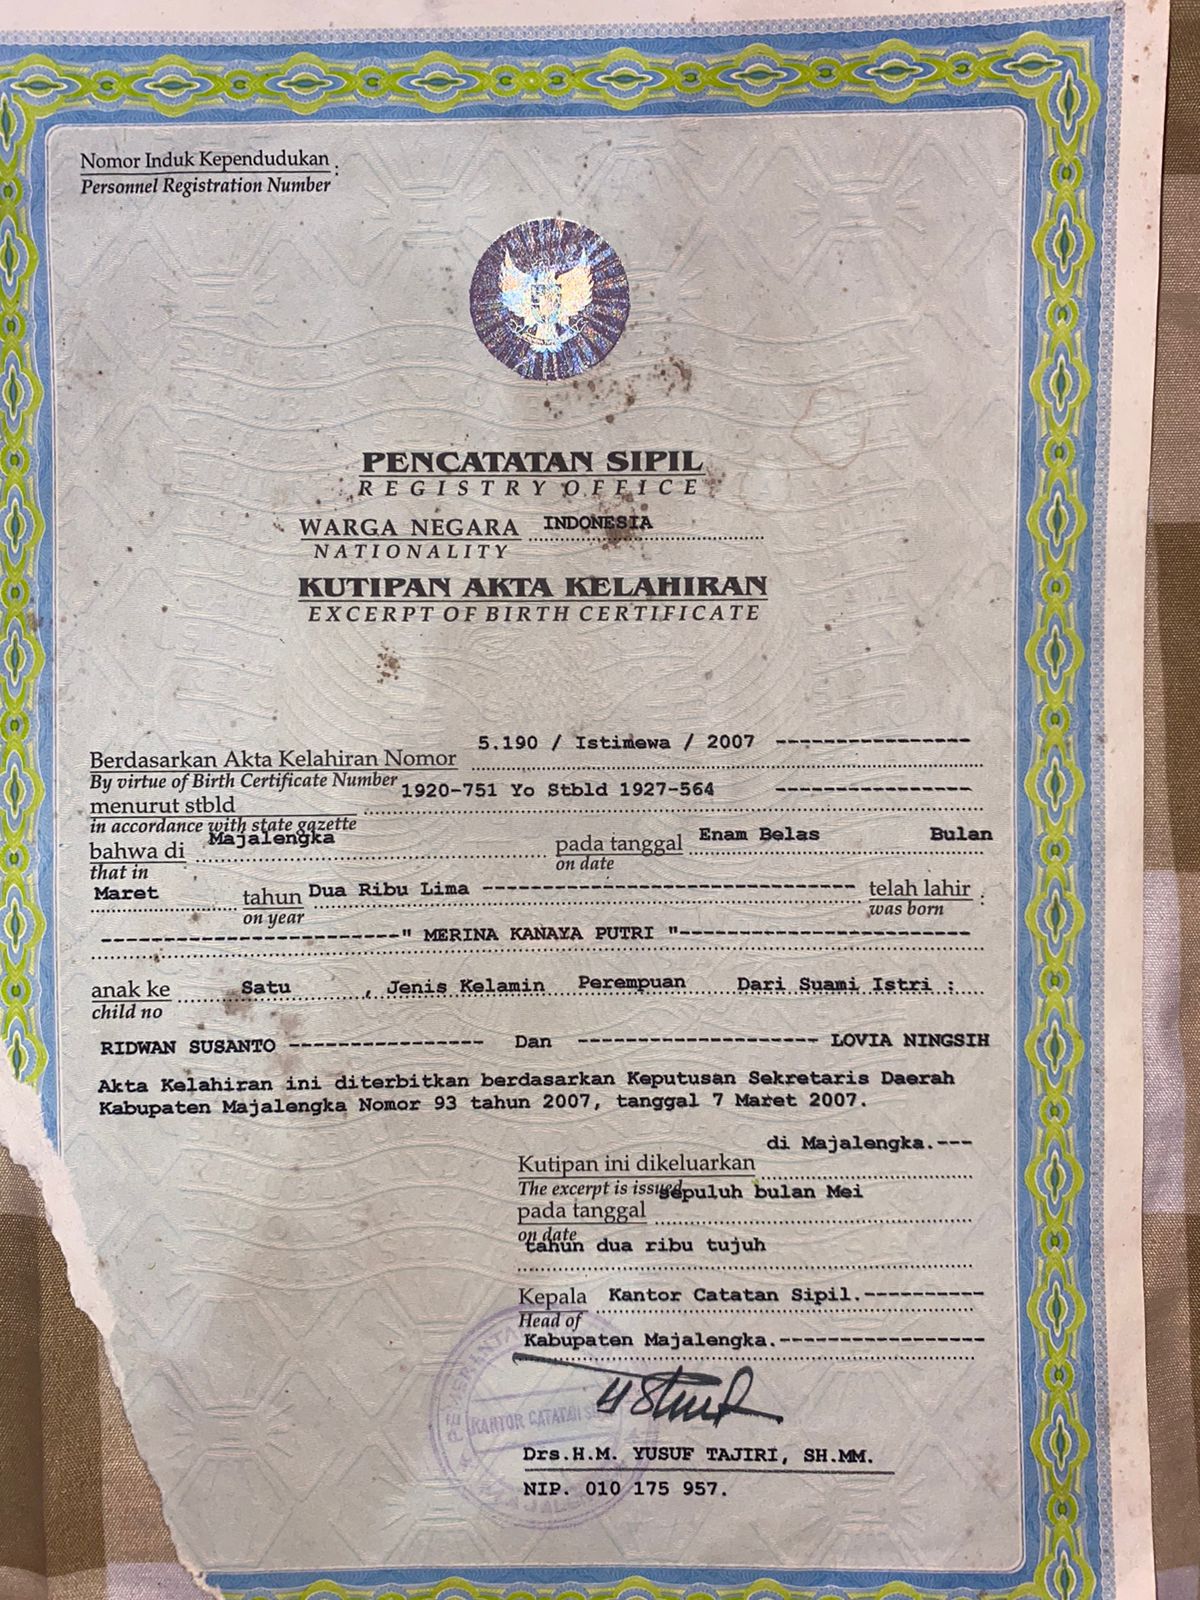 Nomor Induk Kependudukan :
Personnel Registration Number
PENCATATAN SIPIL
REGISTRY OFFICE
WARGA NEGARA INDONESIA
NATIONALITY
KUTIPAN AKTA KELAHIRAN
EXCERPT OF BIRTH CERTIFICATE
Berdasarkan Akta Kelahiran Nomor 5.190 / Istimewa / 2007 ----------------
By virtue of Birth Certificate Number
menurut stbld 1920-751 Yo Stbld 1927-564 ----------------
in accordance with state gazette
bahwa di Majalengka pada tanggal Enam Belas Bulan
that in on date
Maret tahun Dua Ribu Lima ------------------------------ telah lahir :
on year was born
-------------------------" MERINA KANAYA PUTRI "-------------------------
anak ke Satu , Jenis Kelamin Perempuan Dari Suami Istri :
child no
RIDWAN SUSANTO ---------------- Dan -------------------- LOVIA NINGSIH
Akta Kelahiran ini diterbitkan berdasarkan Keputusan Sekretaris Daerah
Kabupaten Majalengka Nomor 93 tahun 2007, tanggal 7 Maret 2007.
di Majalengka.---
Kutipan ini dikeluarkan
The excerpt is issued
sepuluh bulan Mei
pada tanggal
on date
tahun dua ribu tujuh
Kepala Kantor Catatan Sipil.----------
Head of
Kabupaten Majalengka.-----------------
KANTOR CATATAN
Drs.H.M. YUSUF TAJIRI, SH.MM.
NIP. 010 175 957.